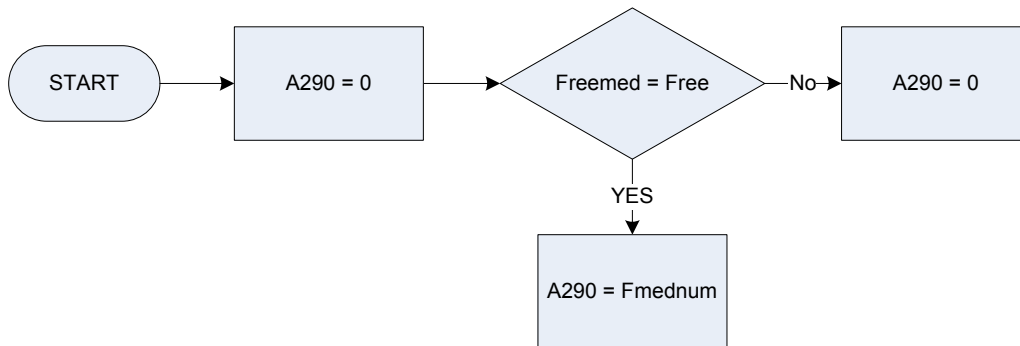 START
A290 = 0
Freemed = Free
No
A290 = 0
YES
A290 = Fmednum